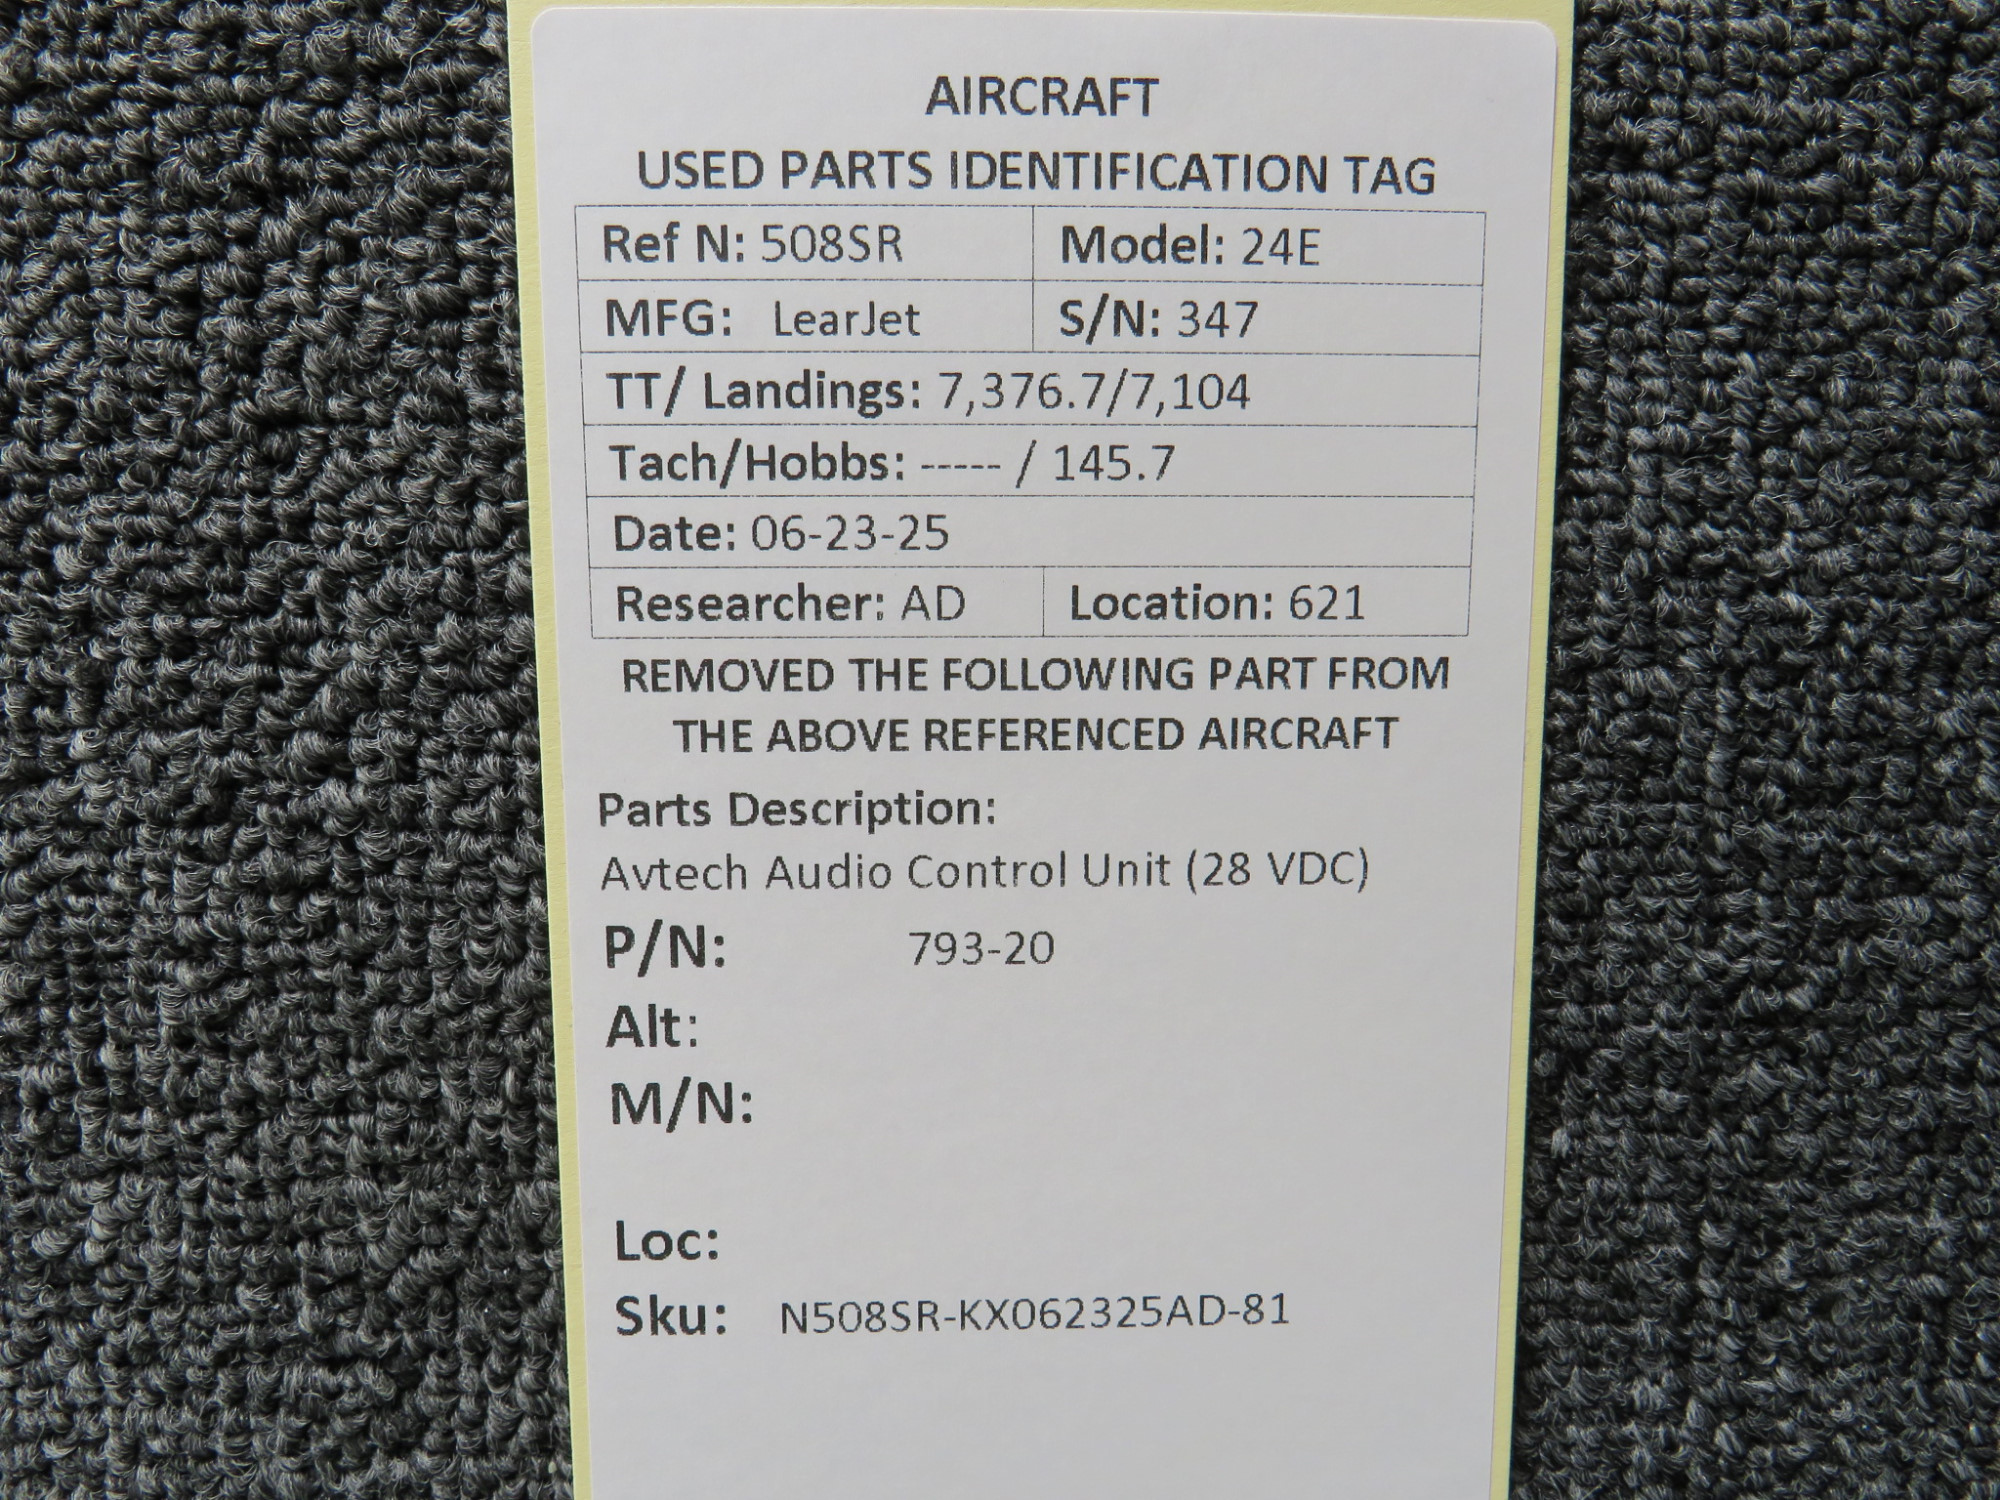 AIRCRAFT
USED PARTS IDENTIFICATION TAG
Ref N: 508SR Model: 24E
MFG: LearJet S/N: 347
TT/ Landings: 7,376.7/7,104
Tach/Hobbs: ----- / 145.7
Date: 06-23-25
Researcher: AD Location: 621
REMOVED THE FOLLOWING PART FROM
THE ABOVE REFERENCED AIRCRAFT
Parts Description:
Avtech Audio Control Unit (28 VDC)
P/N: 793-20
Alt:
M/N:
Loc:
Sku: N508SR-KX062325AD-81